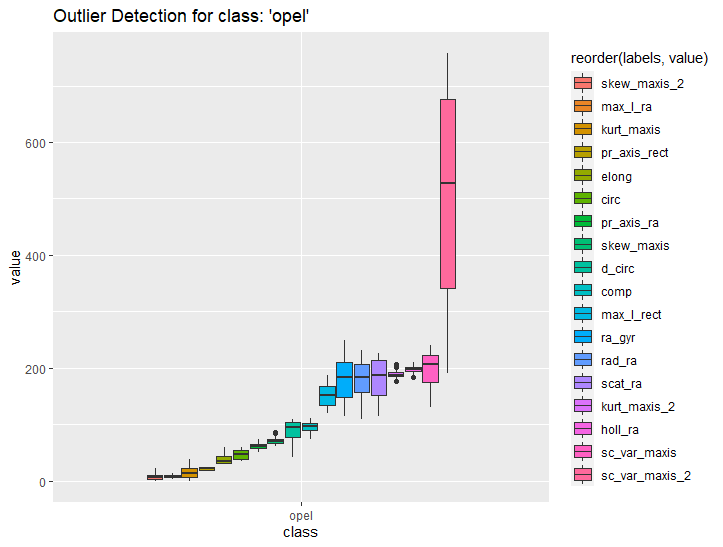 Outlier Detection for class: 'opel'
value
600
400
200
0
opel
class
reorder(labels, value)
skew_maxis_2
max_l_ra
kurt_maxis
pr_axis_rect
elong
circ
pr_axis_ra
skew_maxis
d_circ
comp
max_l_rect
ra_gyr
rad_ra
scat_ra
kurt_maxis_2
holl_ra
sc_var_maxis
sc_var_maxis_2